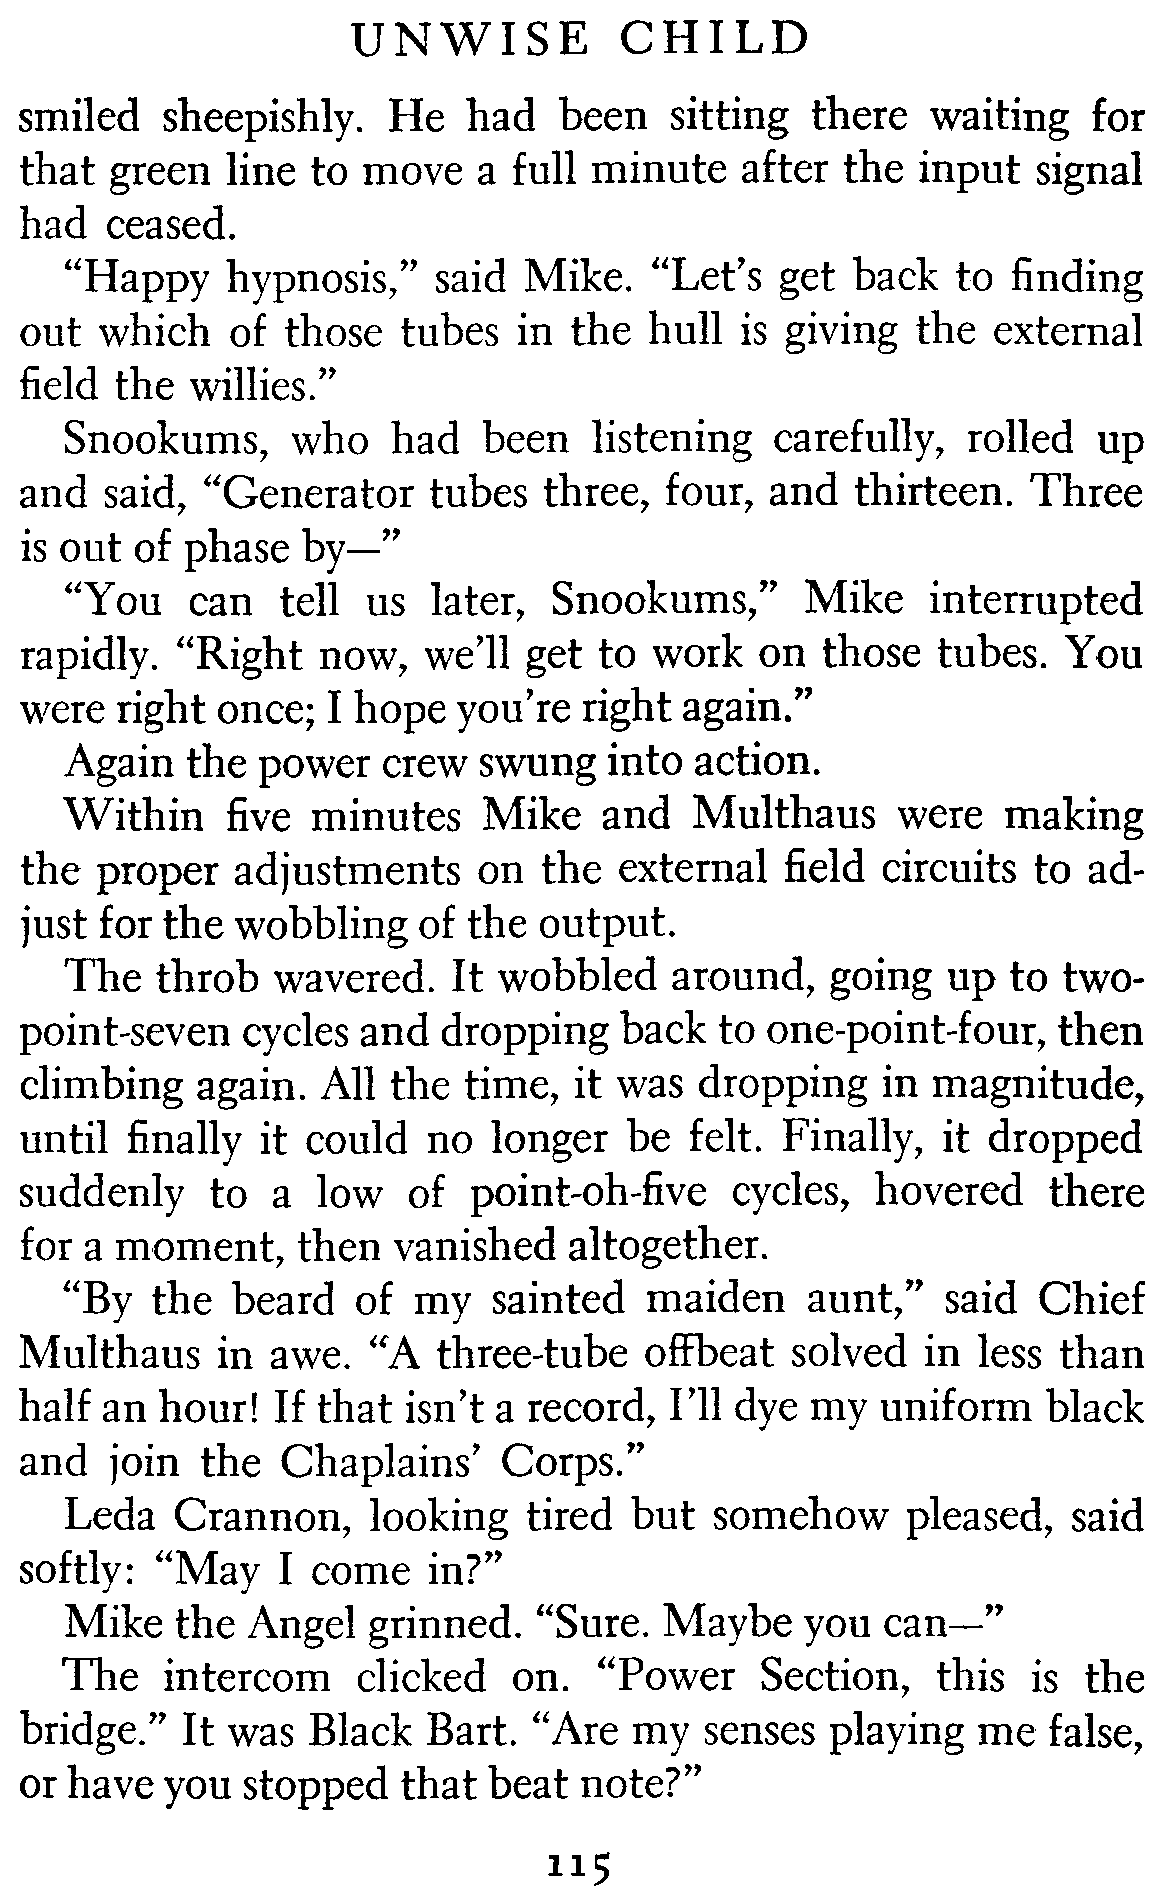 UNWISE CHILD
smiled sheepishly. He had been sitting there waiting for
that green line to move a full minute after the input signal
had ceased.
“Happy hypnosis,” said Mike. “Let’s get back to finding
out which of those tubes in the hull is giving the external
field the willies.”
Snookums, who had been listening carefully, rolled up
and said, “Generator tubes three, four, and thirteen. Three
is out of phase by—”
“You can tell us later, Snookums,” Mike interrupted
rapidly. “Right now, we’ll get to work on those tubes. You
were right once; I hope you’re right again.”
Again the power crew swung into action.
Within five minutes Mike and Multhaus were making
the proper adjustments on the external field circuits to ad-
just for the wobbling of the output.
The throb wavered. It wobbled around, going up to two-
point-seven cycles and dropping back to one-point-four, then
climbing again. All the time, it was dropping in magnitude,
until finally it could no longer be felt. Finally, it dropped
suddenly to a low of point-oh-five cycles, hovered there
for a moment, then vanished altogether.
“By the beard of my sainted maiden aunt,” said Chief
Multhaus in awe. “A three-tube offbeat solved in less than
half an hour! If that isn’t a record, I’ll dye my uniform black
and join the Chaplains’ Corps.”
Leda Crannon, looking tired but somehow pleased, said
softly: “May I come in?”
Mike the Angel grinned. “Sure. Maybe you can—”
The intercom clicked on. “Power Section, this is the
bridge.” It was Black Bart. “Are my senses playing me false,
or have you stopped that beat note?”
115